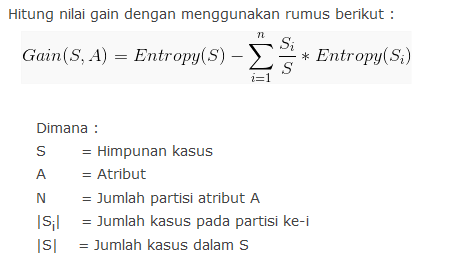 Hitung nilai gain dengan menggunakan rumus berikut :
Gain(S, A) = Entropy(S) − ∑_{i=1}^{n} \frac{S_i}{S} * Entropy(S_i)
Dimana :
S = Himpunan kasus
A = Atribut
N = Jumlah partisi atribut A
|S_i| = Jumlah kasus pada partisi ke-i
|S| = Jumlah kasus dalam S